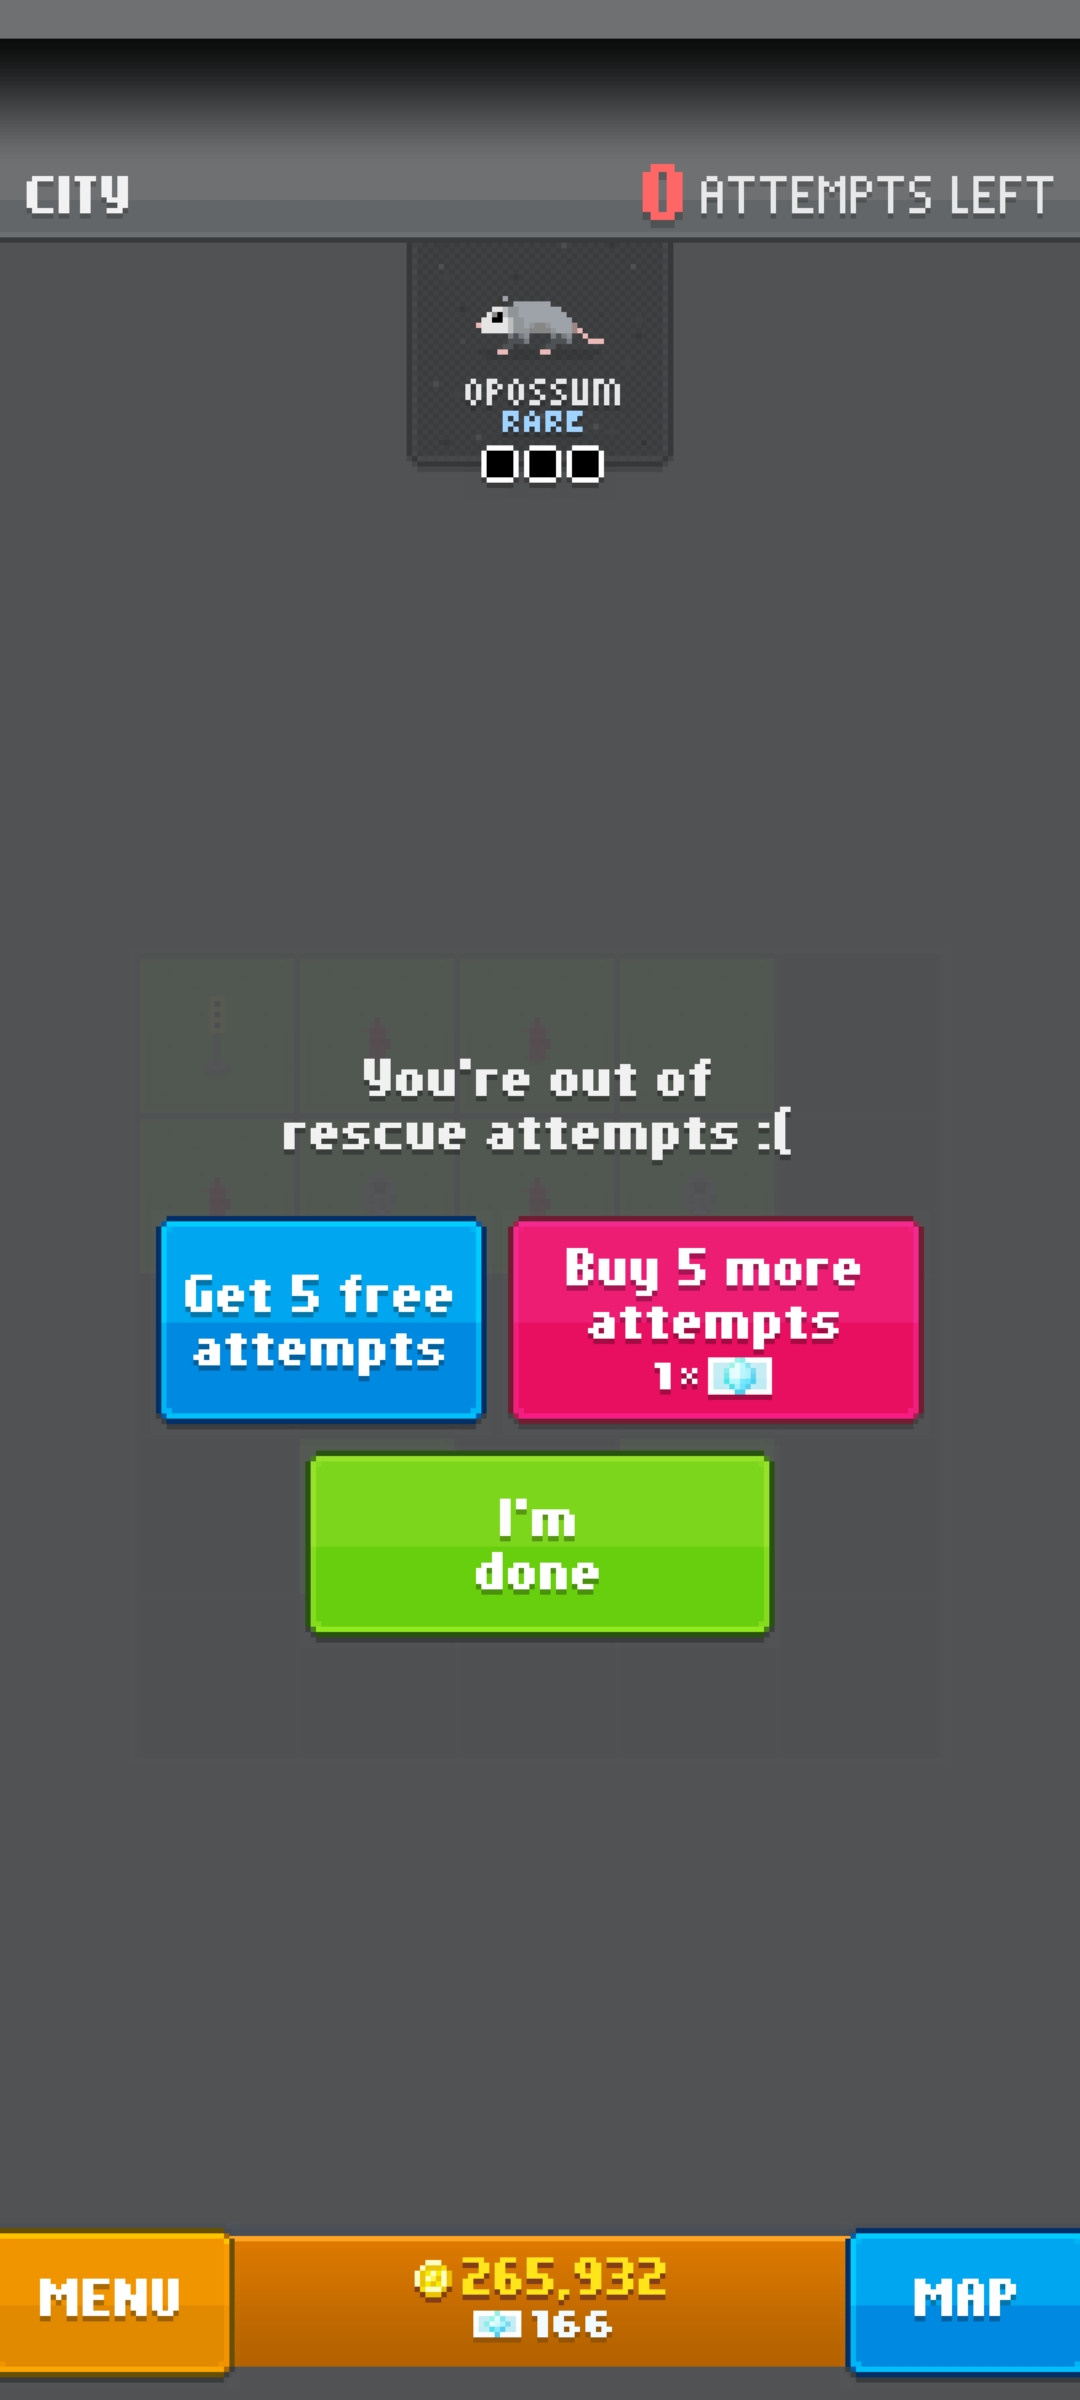 CITY
0 ATTEMPTS LEFT
OPOSSUM
RARE
You're out of
rescue attempts :(
Get 5 free
attempts
Buy 5 more
attempts
1×
I'm
done
MENU
265,932
166
MAP